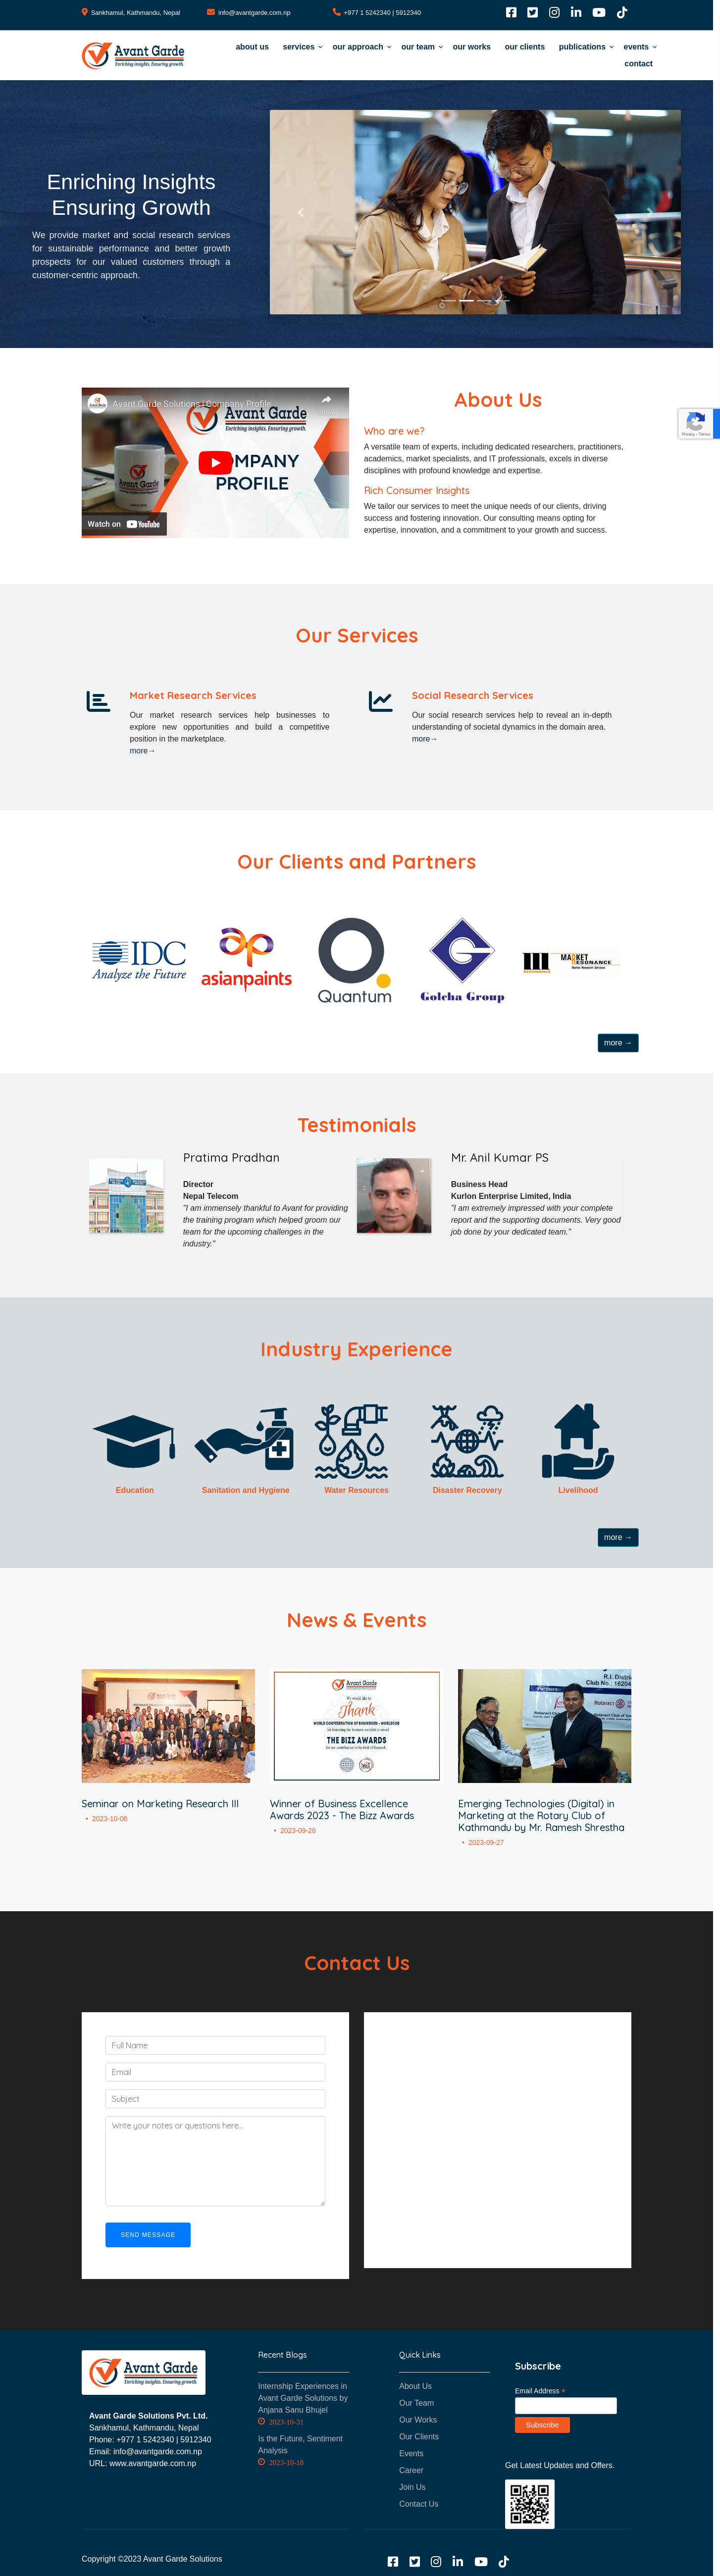 Sankhamul, Kathmandu, Nepal
info@avantgarde.com.np
+977 1 5242340 | 5912340
Avant Garde
Enriching insights. Ensuring growth.
about us
services
our approach
our team
our works
our clients
publications
events
contact
Enriching Insights
Ensuring Growth
We provide market and social research services
for sustainable performance and better growth
prospects for our valued customers through a
customer-centric approach.
Avant Garde Solutions | Company Profile
Avant Garde
Enriching insights. Ensuring growth.
COMPANY
PROFILE
Watch on YouTube
About Us
Who are we?
A versatile team of experts, including dedicated researchers, practitioners,
academics, market specialists, and IT professionals, excels in diverse
disciplines with profound knowledge and expertise.
Rich Consumer Insights
We tailor our services to meet the unique needs of our clients, driving
success and fostering innovation. Our consulting means opting for
expertise, innovation, and a commitment to your growth and success.
Privacy - Terms
Our Services
Market Research Services
Our market research services help businesses to
explore new opportunities and build a competitive
position in the marketplace.
more→
Social Research Services
Our social research services help to reveal an in-depth
understanding of societal dynamics in the domain area.
more→
Our Clients and Partners
IDC
Analyze the Future
asianpaints
Quantum
Golcha Group
MARKET
RESONANCE
Market Research Services
more →
Testimonials
Pratima Pradhan
Director
Nepal Telecom
"I am immensely thankful to Avant for providing
the training program which helped groom our
team for the upcoming challenges in the
industry."
Mr. Anil Kumar PS
Business Head
Kurlon Enterprise Limited, India
"I am extremely impressed with your complete
report and the supporting documents. Very good
job done by your dedicated team."
Industry Experience
Education
Sanitation and Hygiene
Water Resources
Disaster Recovery
Livelihood
more →
News & Events
Avant Garde
We would like to
Thank
WORLD CONFEDERATION OF BUSINESSES - WORLDCOB
THE BIZZ AWARDS
R.I. Distric
Club No.: 16204
Rotaract
Seminar on Marketing Research III
• 2023-10-06
Winner of Business Excellence
Awards 2023 - The Bizz Awards
• 2023-09-28
Emerging Technologies (Digital) in
Marketing at the Rotary Club of
Kathmandu by Mr. Ramesh Shrestha
• 2023-09-27
Contact Us
Full Name
Email
Subject
Write your notes or questions here...
SEND MESSAGE
Avant Garde
Enriching insights. Ensuring growth.
Avant Garde Solutions Pvt. Ltd.
Sankhamul, Kathmandu, Nepal
Phone: +977 1 5242340 | 5912340
Email: info@avantgarde.com.np
URL: www.avantgarde.com.np
Recent Blogs
Internship Experiences in
Avant Garde Solutions by
Anjana Sanu Bhujel
2023-10-31
Is the Future, Sentiment
Analysis
2023-10-18
Quick Links
About Us
Our Team
Our Works
Our Clients
Events
Career
Join Us
Contact Us
Subscribe
Email Address *
Subscribe
Get Latest Updates and Offers.
Copyright ©2023 Avant Garde Solutions